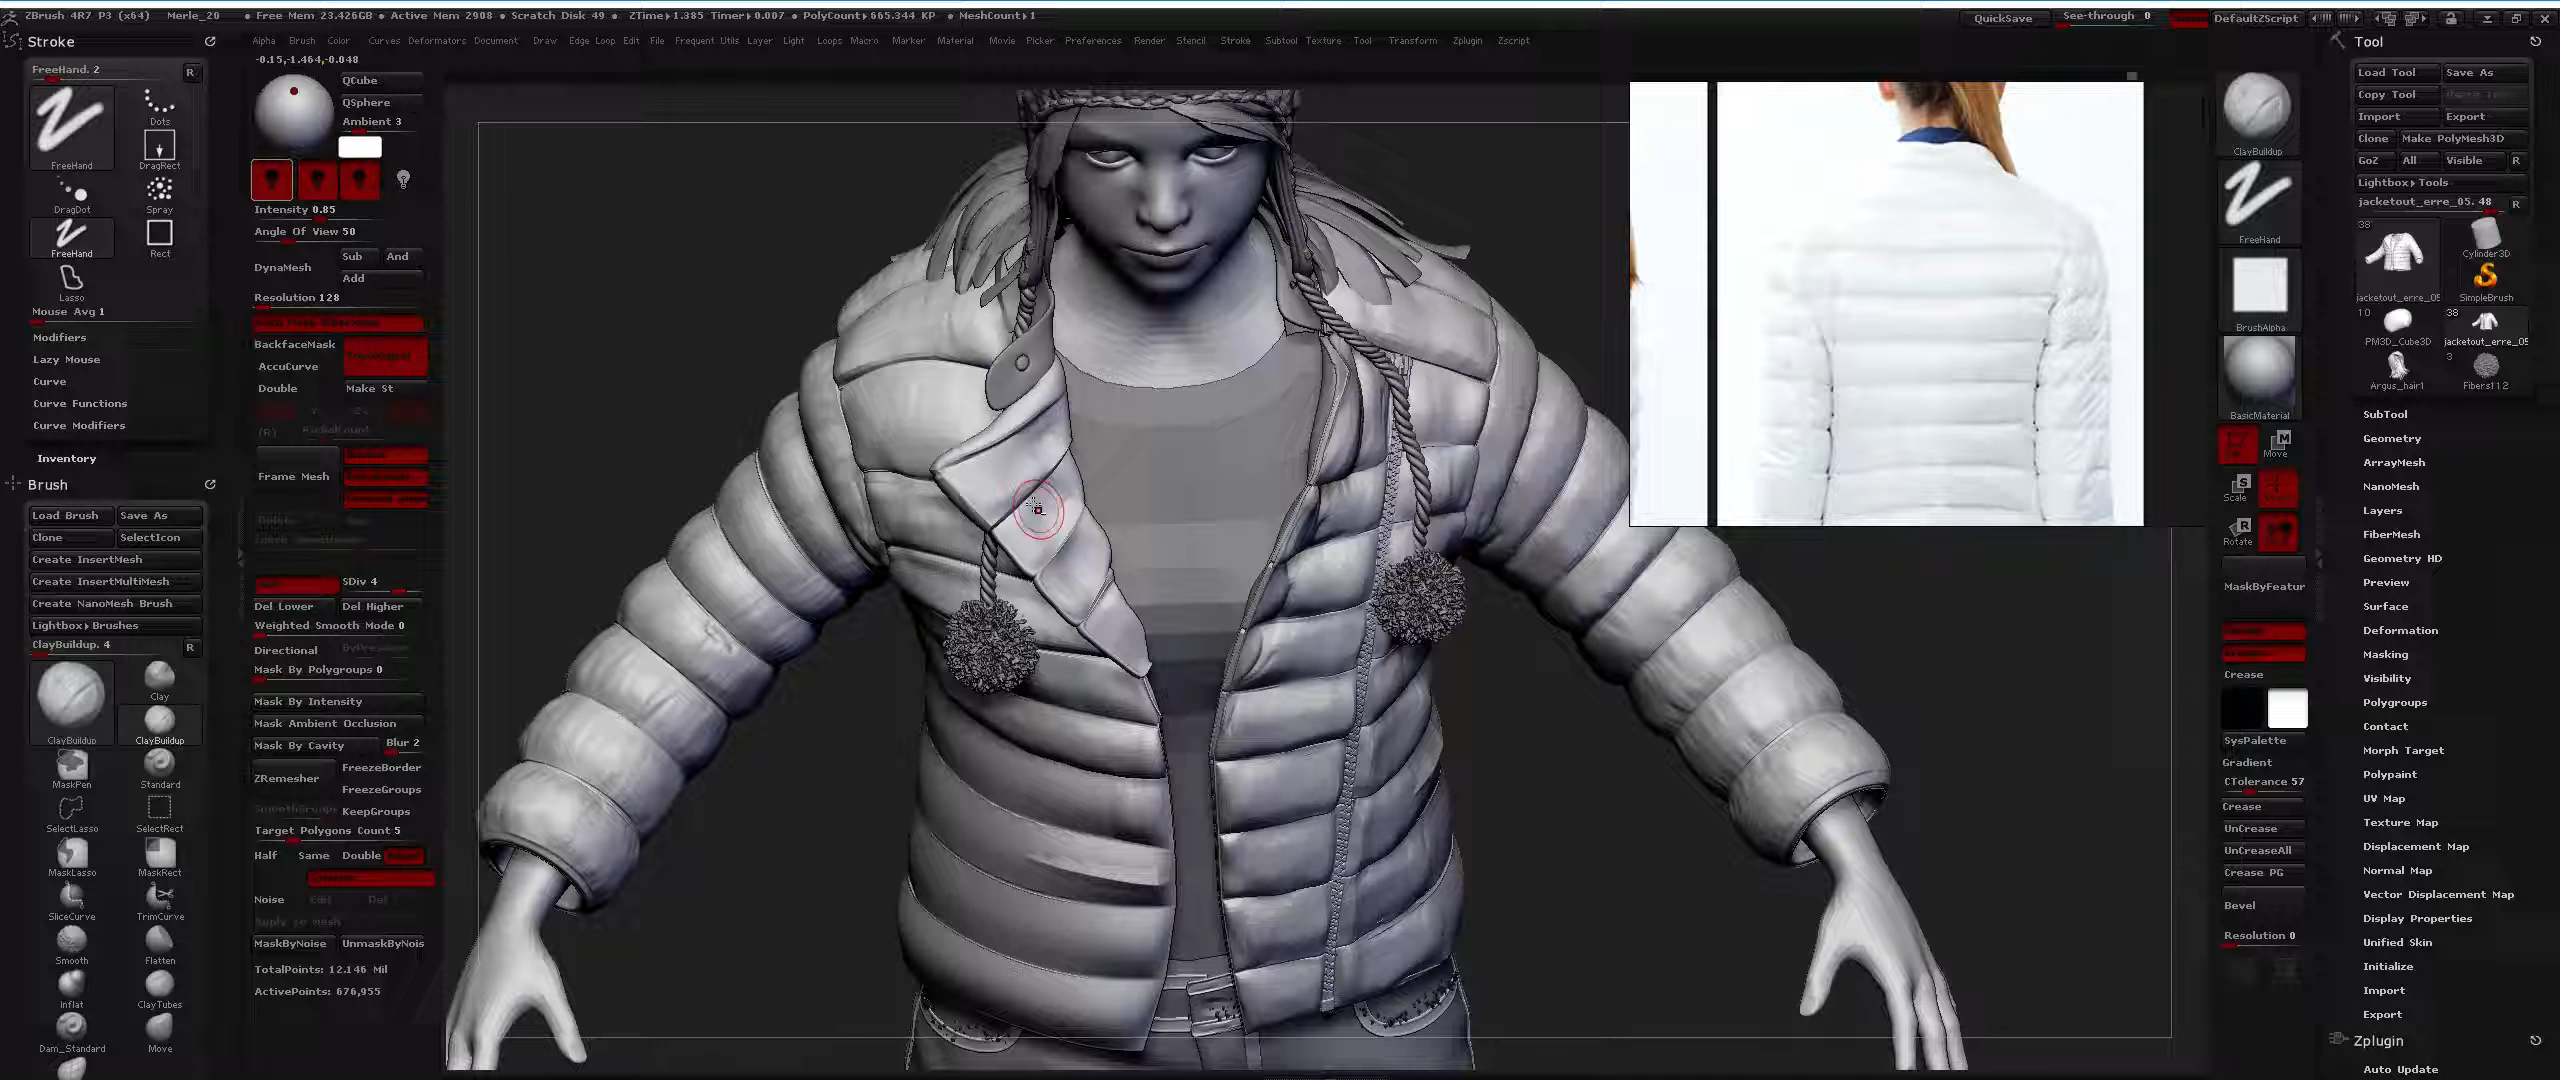 ZBrush 4R7 P3 (x64) Merle_20 • Free Mem 23.426GB • Active Mem 2908 • Scratch Disk 49 • ZTime▸1.385 Timer▸0.007 • PolyCount▸665.344 KP • MeshCount▸1
QuickSave See-through 0 DefaultZScript
Alpha Brush Color Curves Deformators Document Draw Edge Loop Edit File Frequent Utils Layer Light Loops Macro Marker Material Movie Picker Preferences Render Stencil Stroke Subtool Texture Tool Transform Zplugin Zscript
-0.15,-1.464,-0.048
Stroke
FreeHand. 2
R
FreeHand
Dots
DragRect
DragDot
Spray
FreeHand
Rect
Lasso
Mouse Avg 1
Modifiers
Lazy Mouse
Curve
Curve Functions
Curve Modifiers
Inventory
Brush
Load Brush Save As
Clone SelectIcon
Create InsertMesh
Create InsertMultiMesh
Create NanoMesh Brush
Lightbox▸Brushes
ClayBuildup. 4
R
ClayBuildup
Clay
ClayBuildup
MaskPen
Standard
SelectLasso
SelectRect
MaskLasso
MaskRect
SliceCurve
TrimCurve
Smooth
Flatten
Inflat
ClayTubes
Dam_Standard
Move
QCube
QSphere
Ambient 3
Intensity 0.85
Angle Of View 50
Sub And
DynaMesh
Add
Resolution 128
BackfaceMask
AccuCurve
Double Make St
(R) RadialCount
Frame Mesh
SDiv 4
Del Lower Del Higher
Weighted Smooth Mode 0
Directional
Mask By Polygroups 0
Mask By Intensity
Mask Ambient Occlusion
Mask By Cavity Blur 2
FreezeBorder
ZRemesher
FreezeGroups
SmoothGroups KeepGroups
Target Polygons Count 5
Half Same Double
Noise Edit Del
Apply To Mesh
MaskByNoise UnmaskByNois
TotalPoints: 12.146 Mil
ActivePoints: 676,955
ClayBuildup
FreeHand
BrushAlpha
BasicMaterial
Move
Scale
Rotate
MaskByFeatur
Crease
SysPalette
Gradient
CTolerance 57
Crease
UnCrease
UnCreaseAll
Crease PG
Bevel
Resolution 0
Tool
Load Tool Save As
Copy Tool
Import Export
Clone Make PolyMesh3D
GoZ All Visible R
Lightbox▸Tools
jacketout_erre_05. 48
R
38
jacketout_erre_05
Cylinder3D
SimpleBrush
10
PM3D_Cube3D
38
jacketout_erre_05
Argus_hair1
3
Fibers112
SubTool
Geometry
ArrayMesh
NanoMesh
Layers
FiberMesh
Geometry HD
Preview
Surface
Deformation
Masking
Visibility
Polygroups
Contact
Morph Target
Polypaint
UV Map
Texture Map
Displacement Map
Normal Map
Vector Displacement Map
Display Properties
Unified Skin
Initialize
Import
Export
Zplugin
Auto Update